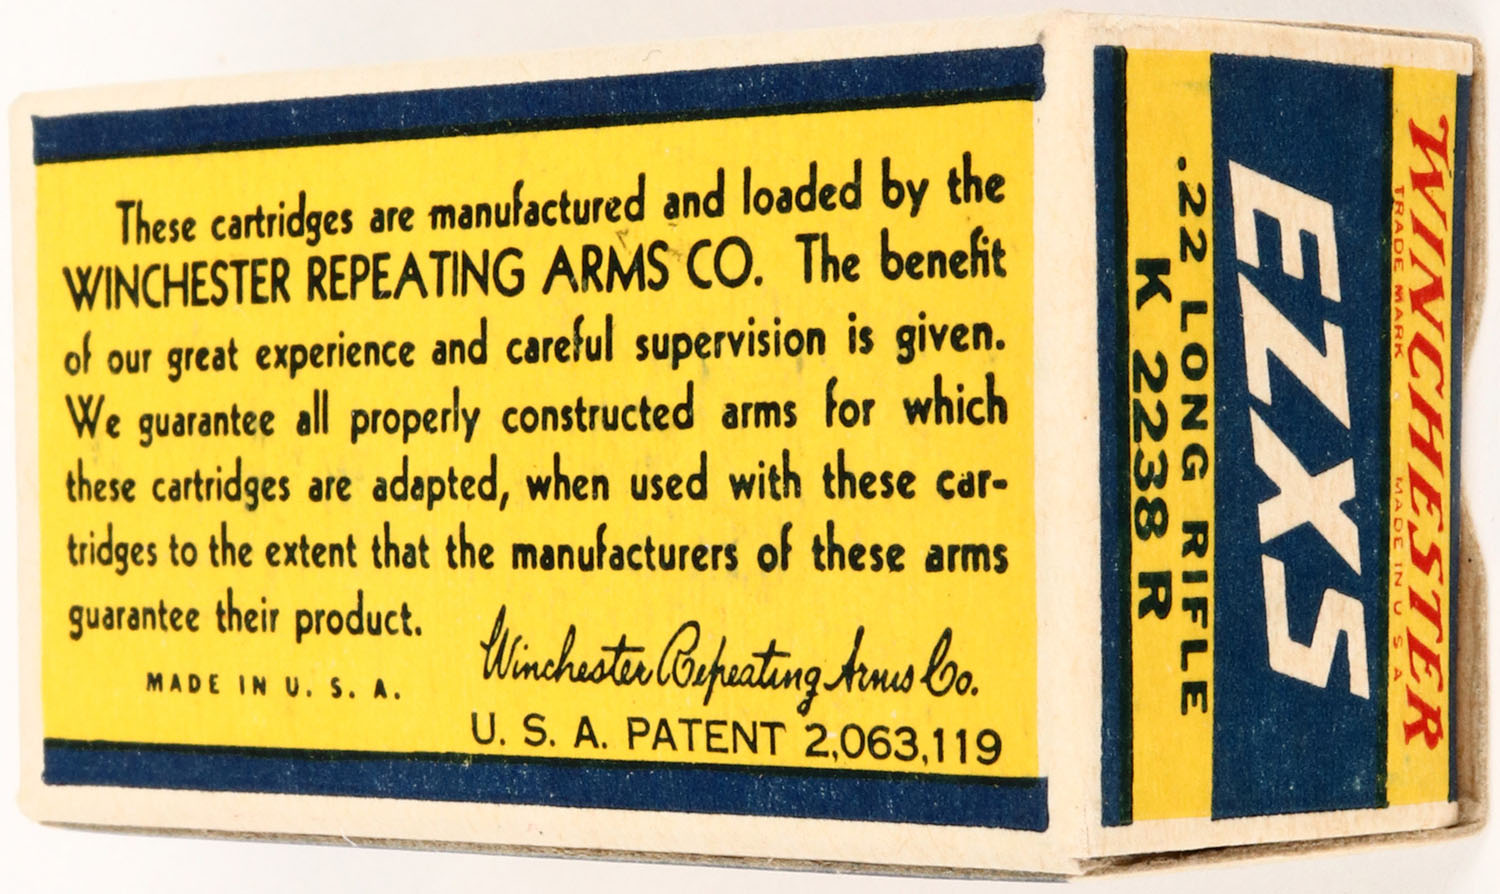 These cartridges are manufactured and loaded by the
WINCHESTER REPEATING ARMS CO. The benefit
of our great experience and careful supervision is given.
We guarantee all properly constructed arms for which
these cartridges are adapted, when used with these car-
tridges to the extent that the manufacturers of these arms
guarantee their product.
MADE IN U. S. A.
Winchester Repeating Arms Co.
U. S. A. PATENT 2,063,119
WINCHESTER
TRADE MARK MADE IN U S A
EZXS
.22 LONG RIFLE
K 2238 R